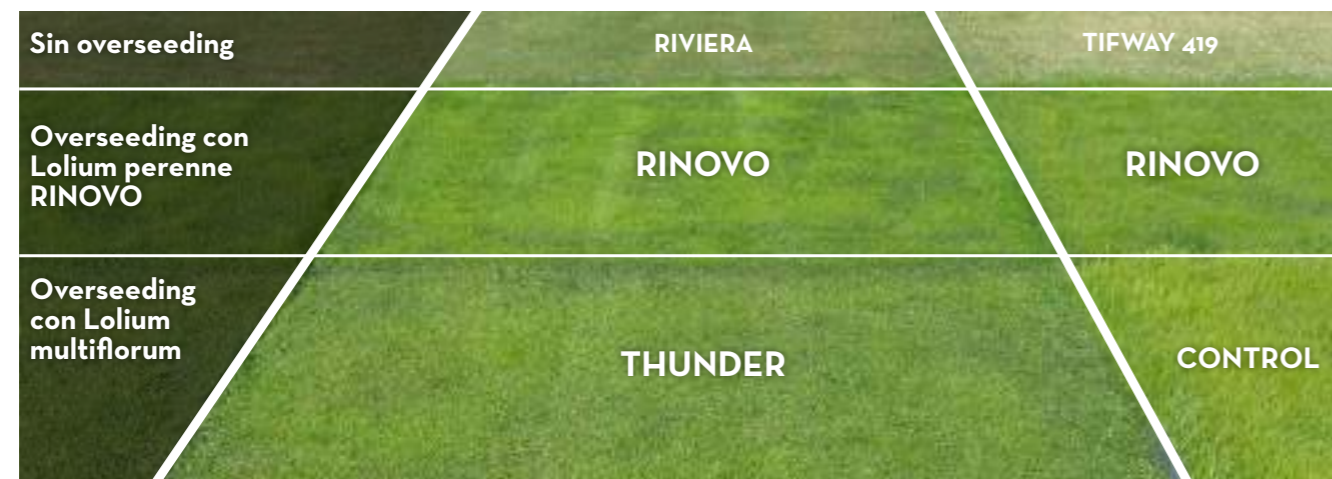 Sin overseeding
RIVIERA
TIFWAY 419
Overseeding con
Lolium perenne
RINOVO
RINOVO
RINOVO
Overseeding
con Lolium
multiflorum
THUNDER
CONTROL